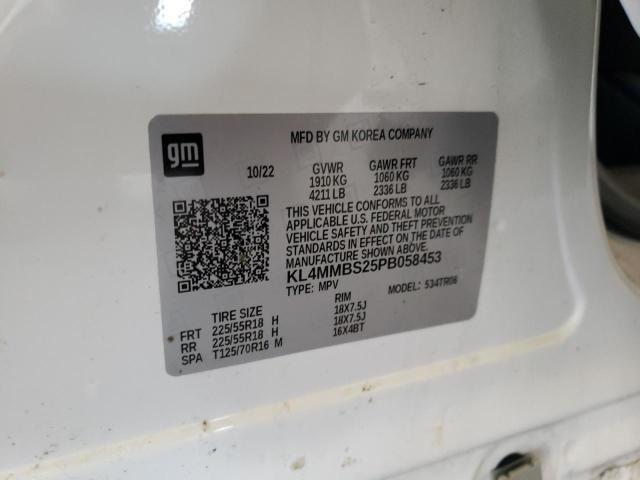 gm
MFD BY GM KOREA COMPANY
10/22 GVWR GAWR FRT GAWR RR
1910 KG 1060 KG 1060 KG
4211 LB 2336 LB 2336 LB
THIS VEHICLE CONFORMS TO ALL
APPLICABLE U.S. FEDERAL MOTOR
VEHICLE SAFETY AND THEFT PREVENTION
STANDARDS IN EFFECT ON THE DATE OF
MANUFACTURE SHOWN ABOVE.
KL4MMBS25PB058453
TYPE: MPV MODEL: 534TR06
TIRE SIZE RIM
FRT 225/55R18 H 18X7.5J
RR 225/55R18 H 18X7.5J
SPA T125/70R16 M 16X4BT